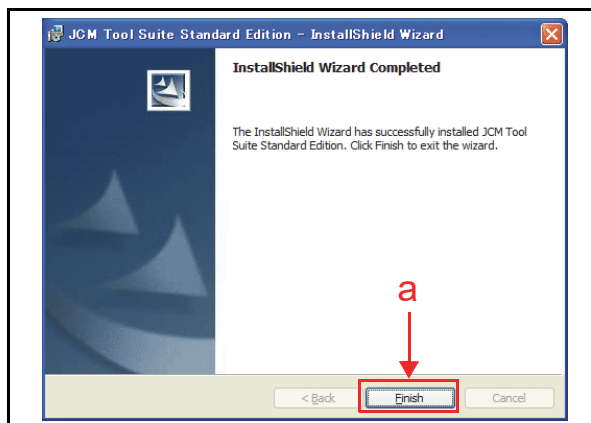 JCM Tool Suite Standard Edition - InstallShield Wizard
InstallShield Wizard Completed
The InstallShield Wizard has successfully installed JCM Tool
Suite Standard Edition. Click Finish to exit the wizard.
a
< Back Finish Cancel